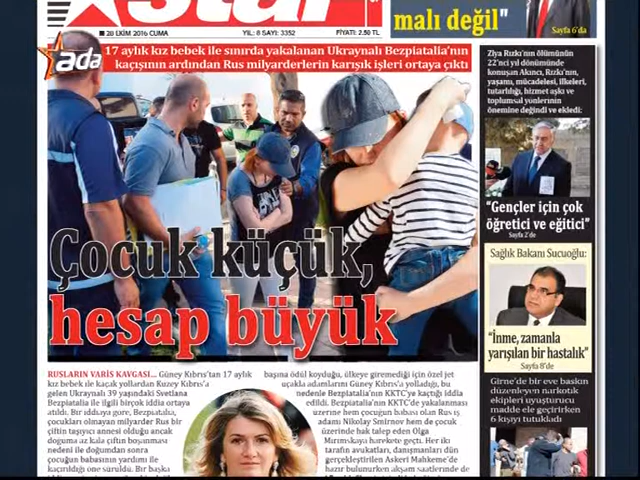 star
28 EKİM 2016 CUMA
YIL: 8 SAYI: 3352
FİYATI: 2.50 TL
malı değil"
Sayfa 6'da
ada
17 aylık kız bebek ile sınırda yakalanan Ukraynalı Bezpiatalia'nın
kaçışının ardından Rus milyarderlerin karışık işleri ortaya çıktı
Çocuk küçük,
hesap büyük
RUSLARIN VARİS KAVGASI... Güney Kıbrıs'tan 17 aylık
kız bebek ile kaçak yollardan Kuzey Kıbrıs'a
gelen Ukraynalı 39 yaşındaki Svetlana
Bezpiatalia ile ilgili birçok iddia ortaya
atıldı. Bir iddaya gore, Bezpiatalia,
çocukları olmayan milyarder Rus bir
çiftin taşıyıcı annesi olduğu ancak
doğuma az kala çiftin boşanması
nedeni ile doğumdan sonra
çocuğun babasının yardımı ile
kaçırıldığı one süruldu. Bir başka
başına ödül koyduğu, ülkeye giremediği için özel jet
uçakla adamlarını Güney Kıbrıs'a yolladığı, bu
nedenle Bezpiatalia'nın KKTC'ye kaçtığı iddia
edildi. Bezpiatalia'nın KKTC'de yakalanması
üzerine hem çocuğun babası olan Rus iş
adamı Nikolay Smirnov hem de çocuk
üzerinde hak talep eden Olga
Mirimskaya harekete geçti. Her iki
tarafın avukatları, danışmanları dün
gerçekleştirilen Askeri Mahkeme'de
hazır bulunurken akşam saatlerinde de
Ziya Rızkı'nın ölümünün
22'nci yıl dönümünde
konuşan Akıncı, Rızkı'nın,
yaşamı, mücadelesi, ilkeleri,
tutarlılığı, hizmet aşkı ve
toplumsal yönlerinin
önemine değindi ve ekledi:
"Gençler için çok
öğretici ve eğitici"
Sayfa 2'de
Sağlık Bakanı Sucuoğlu:
"İnme, zamanla
yarışılan bir hastalık"
Sayfa 8'de
Girne'de bir eve baskın
düzenleyen narkotik
ekipleri uyuşturucu
madde ele geçirirken
6 kişiyi tutukladı